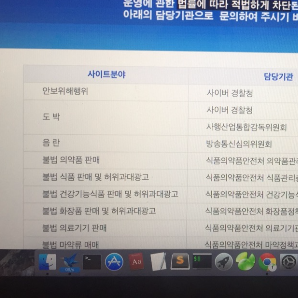 운영에 관한 법률에 따라 적법하게 차단된
아래의 담당기관으로 문의하여 주시기 바
사이트분야 담당기관
안보위해행위 사이버 경찰청
도 박 사이버 경찰청
사행산업통합감독위원회
음 란 방송통신심의위원회
불법 의약품 판매 식품의약품안전처 의약품관
불법 식품 판매 및 허위과대광고 식품의약품안전처 식품관리
불법 건강기능식품 판매 및 허위과대광고 식품의약품안전처 건강기능
불법 화장품 판매 및 허위과대광고 식품의약품안전처 화장품정
불법 의료기기 판매 식품의약품안전처 의료기기
불법 마약류 매매 식품의약품안전처 마약정책